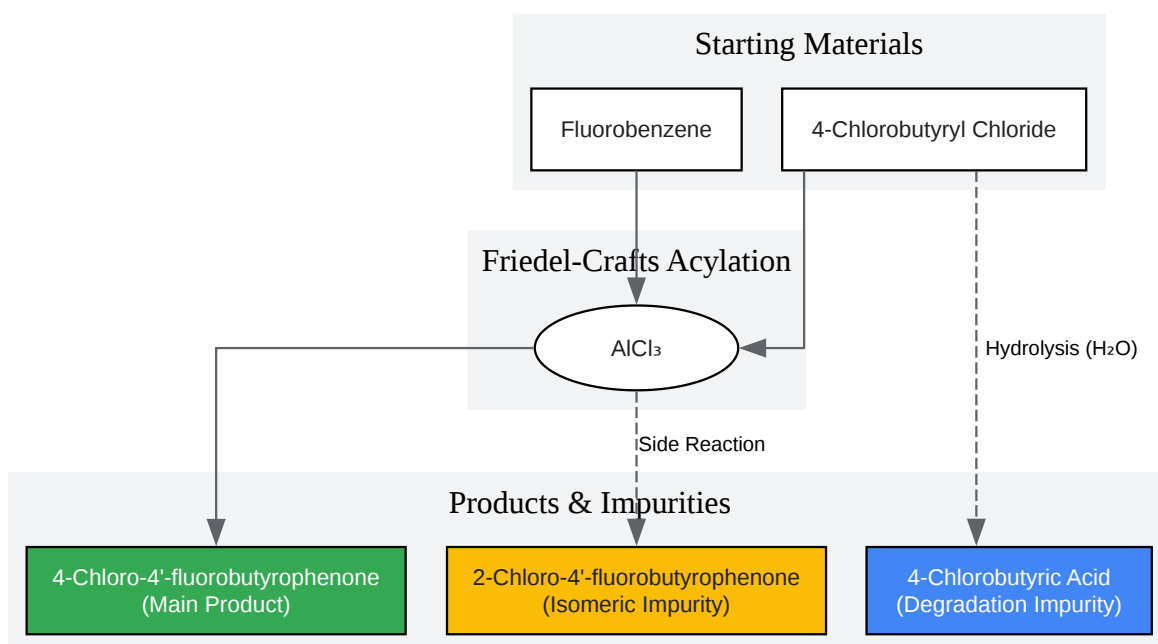 Starting Materials
Fluorobenzene
4-Chlorobutyryl Chloride
Friedel-Crafts Acylation
AlCl₃
Hydrolysis (H₂O)
Side Reaction
Products & Impurities
4-Chloro-4'-fluorobutyrophenone
(Main Product)
2-Chloro-4'-fluorobutyrophenone
(Isomeric Impurity)
4-Chlorobutyric Acid
(Degradation Impurity)